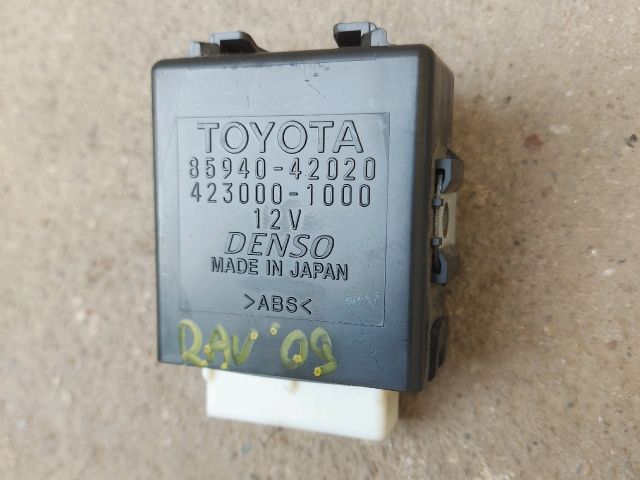 TOYOTA
85940-42020
423000-1000
12V
DENSO
MADE IN JAPAN
>ABS<
RAV '09